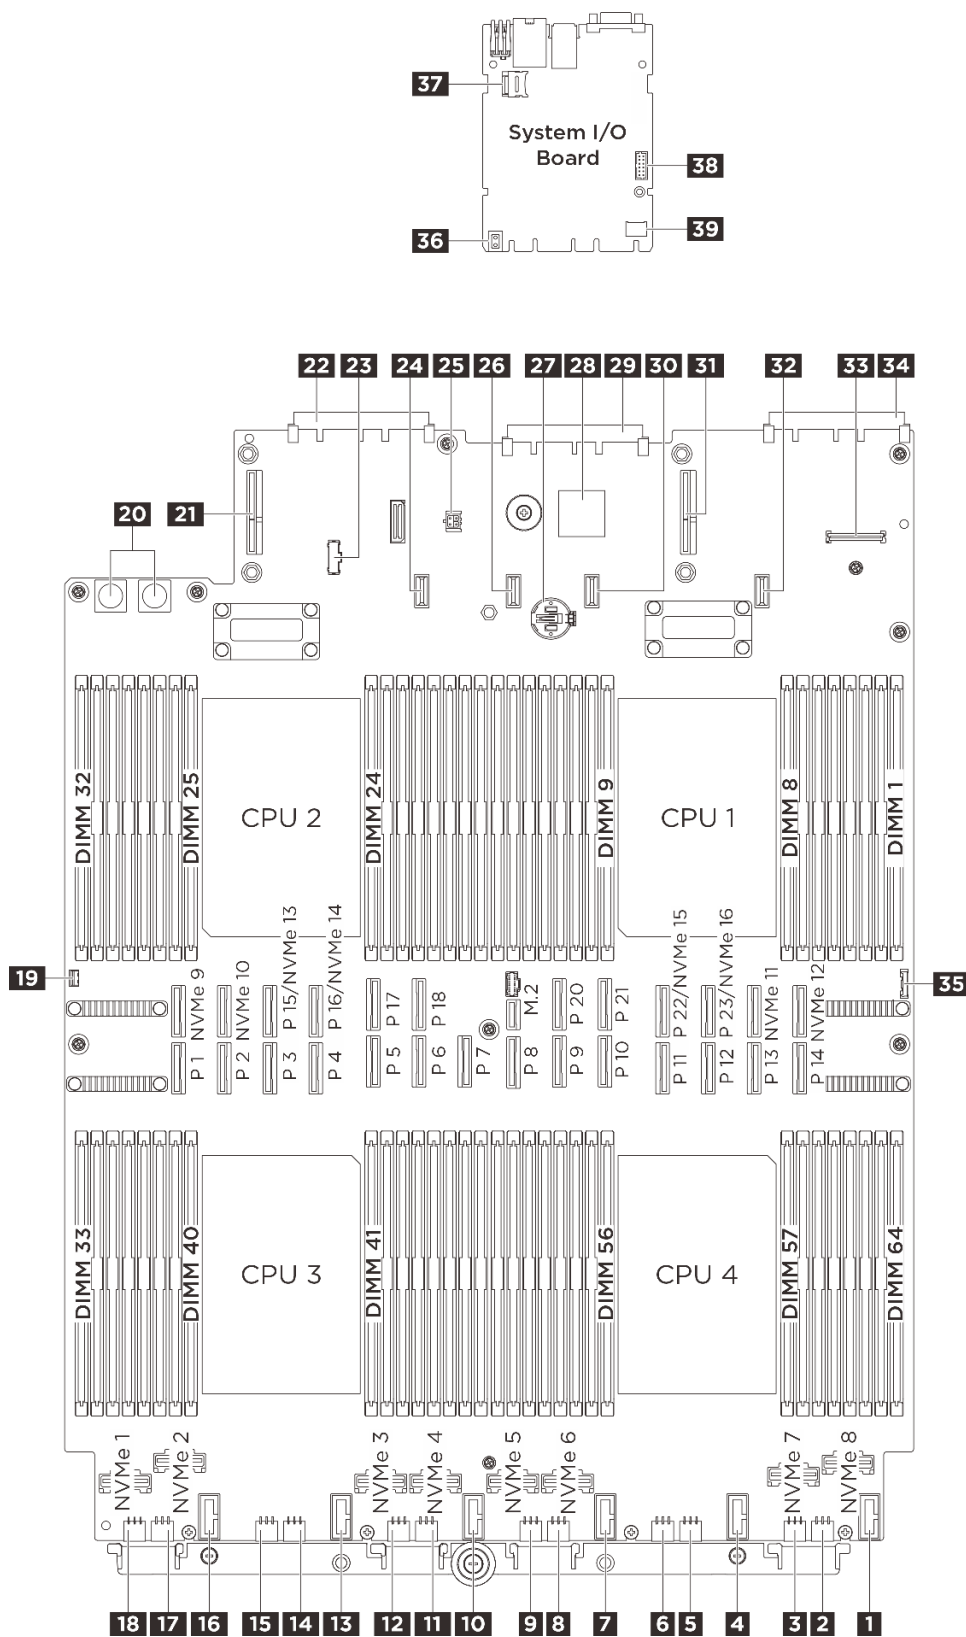 37
System I/O
Board
38
36
39
22 23 24 25 26 27 28 29 30 31 32 33 34
20 21
DIMM 32
DIMM 25
CPU 2
DIMM 24
DIMM 9
CPU 1
DIMM 8
DIMM 1
19
NVMe 9
NVMe 10
P 15/NVMe 13
P 16/NVMe 14
P 17
P 18
M.2
P 20
P 21
P 22/NVMe 15
P 23/NVMe 16
NVMe 11
NVMe 12
35
P 1
P 2
P 3
P 4
P 5
P 6
P 7
P 8
P 9
P 10
P 11
P 12
P 13
P 14
DIMM 33
DIMM 40
CPU 3
DIMM 41
DIMM 56
CPU 4
DIMM 57
DIMM 64
NVMe 1
NVMe 2
NVMe 3
NVMe 4
NVMe 5
NVMe 6
NVMe 7
NVMe 8
18 17 16 15 14 13 12 11 10 9 8 7 6 5 4 3 2 1